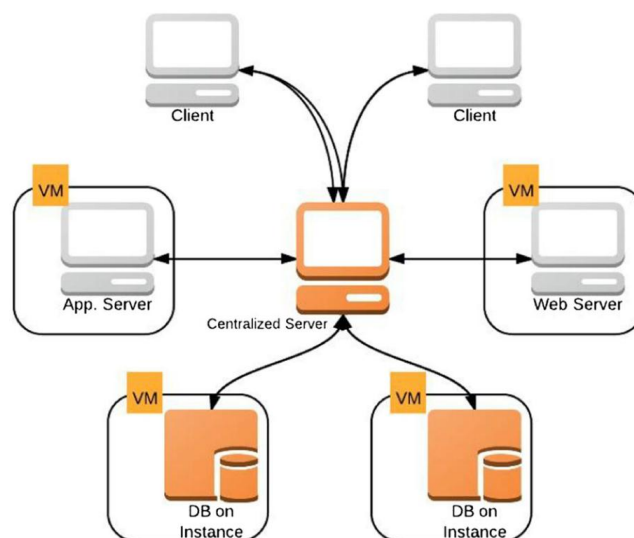 Client
Client
VM
App. Server
VM
Web Server
Centralized Server
VM
DB on
Instance
VM
DB on
Instance